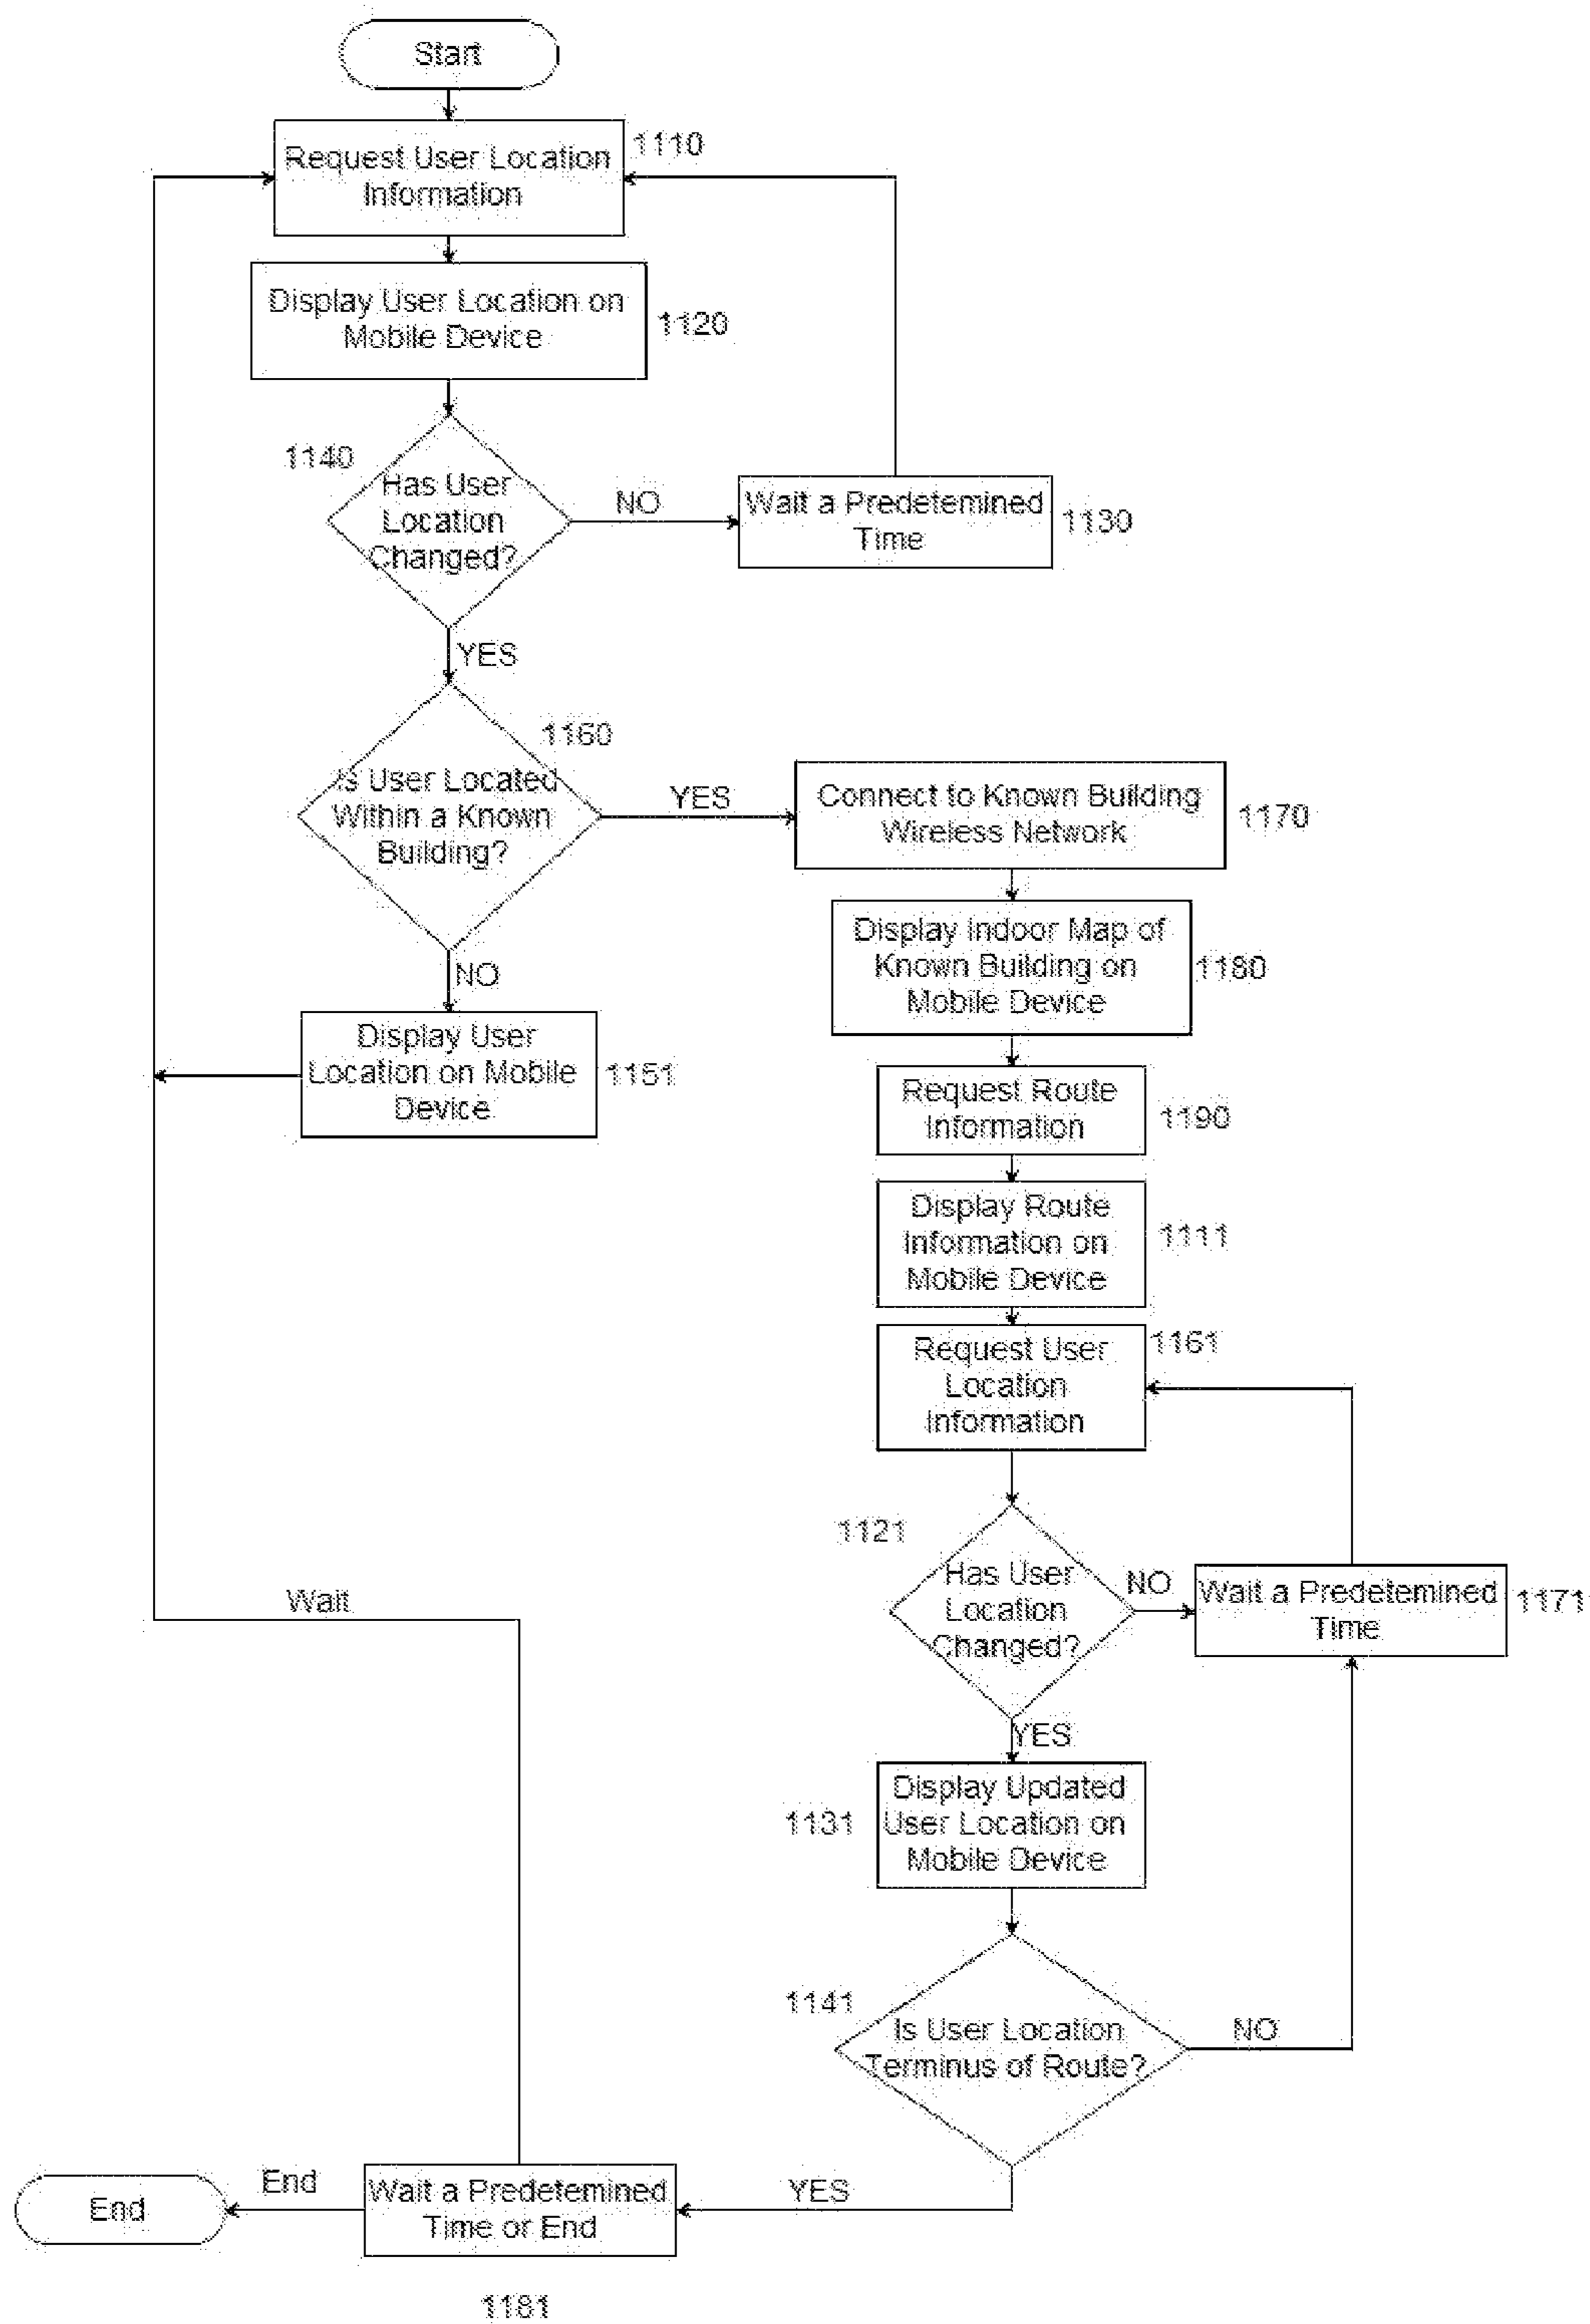 Start
Request User Location
Information
1110
Display User Location on
Mobile Device
1120
1140
Has User
Location
Changed?
NO
Wait a Predetemined
Time
1130
YES
1160
Is User Located
Within a Known
Building?
YES
Connect to Known Building
Wireless Network
1170
Display Indoor Map of
Known Building on
Mobile Device
1180
NO
Display User
Location on Mobile
Device
1151
Request Route
Information
1190
Display Route
Information on
Mobile Device
1111
Request User
Location
Information
1161
1121
Has User
Location
Changed?
NO
Wait a Predetemined
Time
1171
Wait
YES
Display Updated
User Location on
Mobile Device
1131
1141
Is User Location
Terminus of Route?
NO
YES
Wait a Predetemined
Time or End
End
End
1181